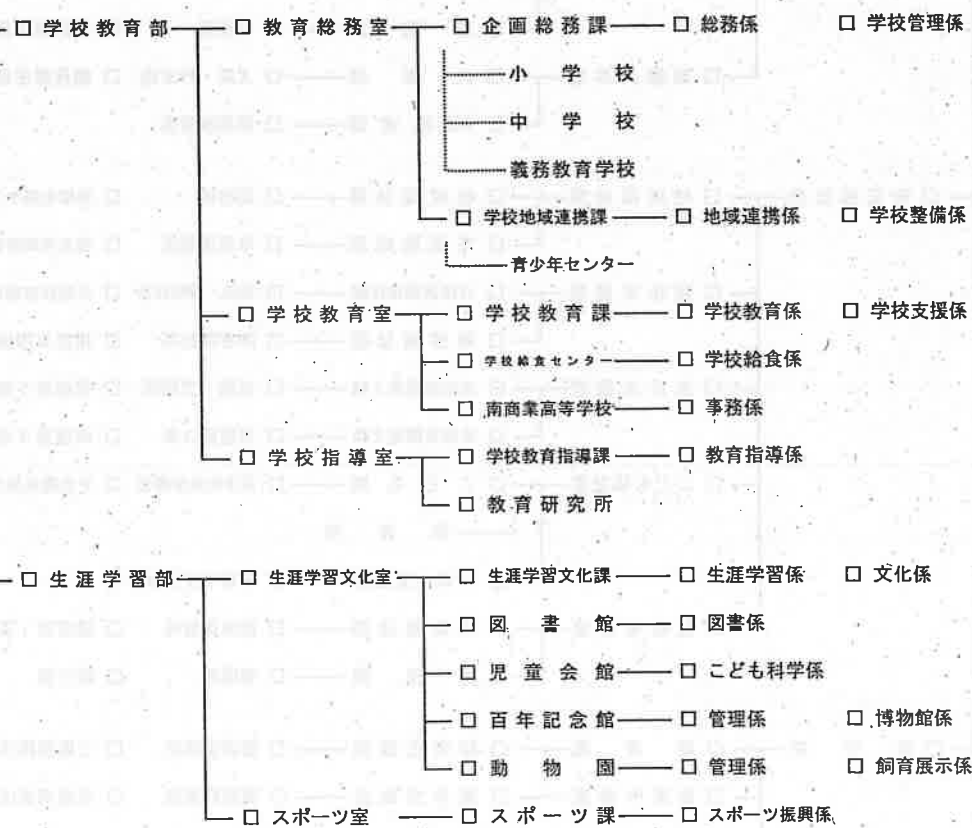 □ 学校教育部 □ 教育総務室 □ 企画総務課 □ 総務係 □ 学校管理係
小学校
中学校
義務教育学校
□ 学校地域連携課 □ 地域連携係 □ 学校整備係
青少年センター
□ 学校教育室 □ 学校教育課 □ 学校教育係 □ 学校支援係
□ 学校給食センター □ 学校給食係
□ 南商業高等学校 □ 事務係
□ 学校指導室 □ 学校教育指導課 □ 教育指導係
□ 教育研究所
□ 生涯学習部 □ 生涯学習文化室 □ 生涯学習文化課 □ 生涯学習係 □ 文化係
□ 図書館 □ 図書係
□ 児童会館 □ こども科学係
□ 百年記念館 □ 管理係 □ 博物館係
□ 動物園 □ 管理係 □ 飼育展示係
□ スポーツ室 □ スポーツ課 □ スポーツ振興係